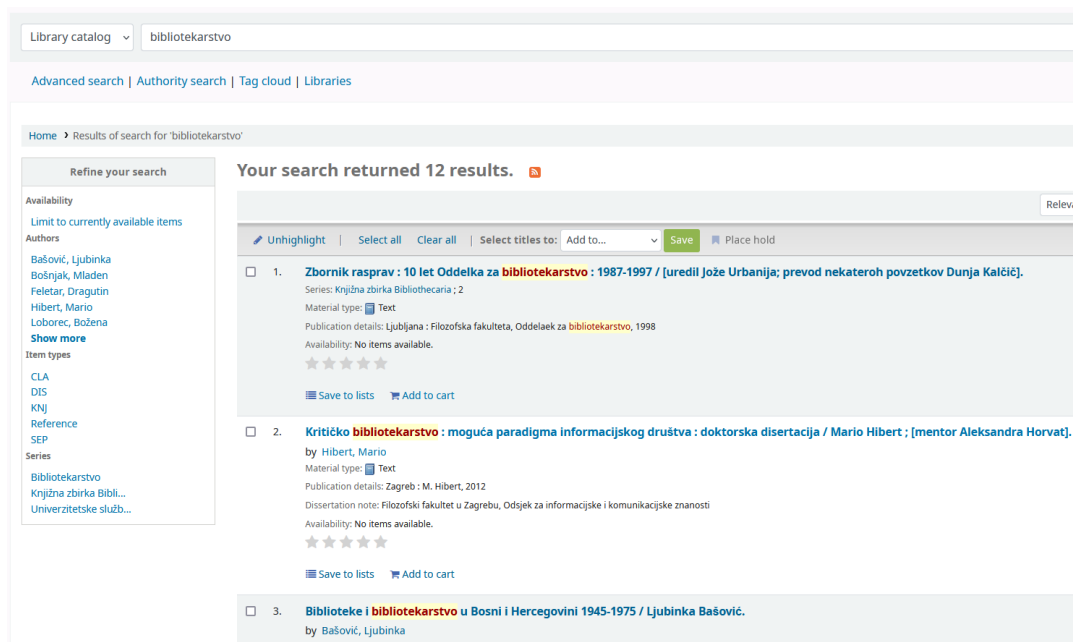 Library catalog bibliotekarstvo
Advanced search | Authority search | Tag cloud | Libraries
Home › Results of search for 'bibliotekarstvo'
Refine your search
Availability
Limit to currently available items
Authors
Bašović, Ljubinka
Bošnjak, Mladen
Feletar, Dragutin
Hibert, Mario
Loborec, Božena
Show more
Item types
CLA
DIS
KNJ
Reference
SEP
Series
Bibliotekarstvo
Knjižna zbirka Bibli...
Univerzitetske služb...
Your search returned 12 results.
Releva
Unhighlight | Select all Clear all | Select titles to: Add to... Save Place hold
1. Zbornik rasprav : 10 let Oddelka za bibliotekarstvo : 1987-1997 / [uredil Jože Urbanija; prevod nekateroh povzetkov Dunja Kalčič].
Series: Knjižna zbirka Bibliothecaria ; 2
Material type: Text
Publication details: Ljubljana : Filozofska fakulteta, Oddelaek za bibliotekarstvo, 1998
Availability: No items available.
Save to lists Add to cart
2. Kritičko bibliotekarstvo : moguća paradigma informacijskog društva : doktorska disertacija / Mario Hibert ; [mentor Aleksandra Horvat].
by Hibert, Mario
Material type: Text
Publication details: Zagreb : M. Hibert, 2012
Dissertation note: Filozofski fakultet u Zagrebu, Odsjek za informacijske i komunikacijske znanosti
Availability: No items available.
Save to lists Add to cart
3. Biblioteke i bibliotekarstvo u Bosni i Hercegovini 1945-1975 / Ljubinka Bašović.
by Bašović, Ljubinka